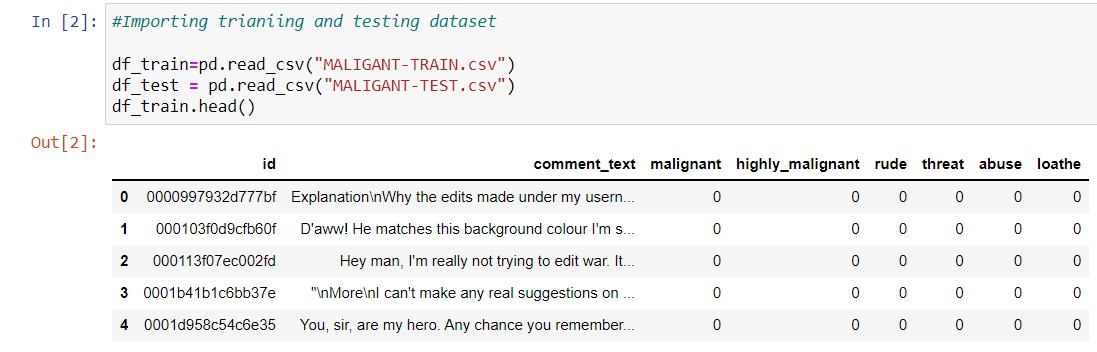 In [2]: #Importing trianiing and testing dataset
df_train=pd.read_csv("MALIGANT-TRAIN.csv")
df_test = pd.read_csv("MALIGANT-TEST.csv")
df_train.head()
Out[2]:
id comment_text malignant highly_malignant rude threat abuse loathe
0 0000997932d777bf Explanation\nWhy the edits made under my usern... 0 0 0 0 0 0
1 000103f0d9cfb60f D'aww! He matches this background colour I'm s... 0 0 0 0 0 0
2 000113f07ec002fd Hey man, I'm really not trying to edit war. It... 0 0 0 0 0 0
3 0001b41b1c6bb37e "\nMore\nI can't make any real suggestions on ... 0 0 0 0 0 0
4 0001d958c54c6e35 You, sir, are my hero. Any chance you remember... 0 0 0 0 0 0